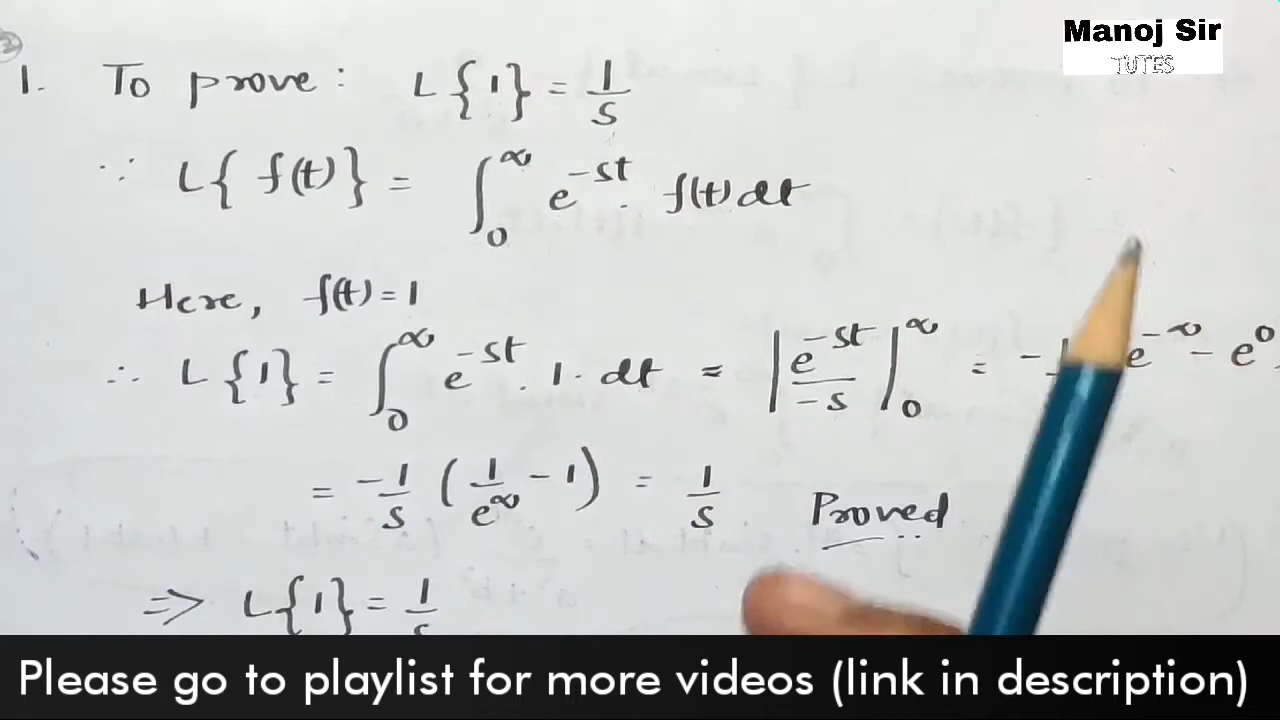 Manoj Sir
TUTES
1. To prove: L{1} = 1/s
∵ L{f(t)} = ∫₀^∞ e^-st . f(t) dt
Here, f(t) = 1
∴ L{1} = ∫₀^∞ e^-st . 1. dt = |e^-st/-s|₀^∞ = - e^-∞ - e^0
= -1/s (1/e^∞ - 1) = 1/s Proved
⇒ L{1} = 1/s
Please go to playlist for more videos (link in description)